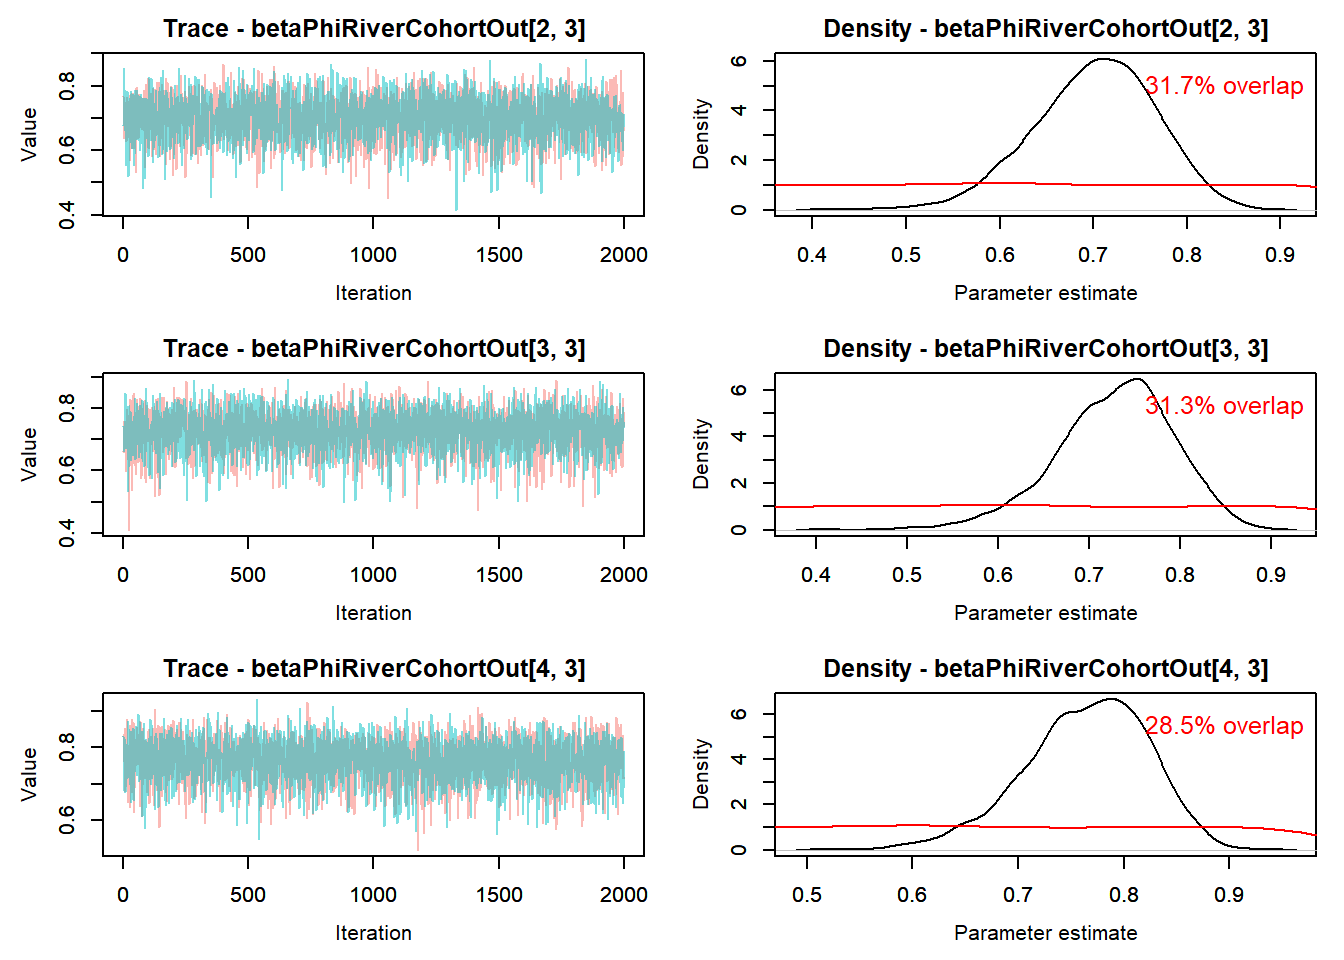 Trace - betaPhiRiverCohortOut[2, 3]
Value
0.4 0.6 0.8
0 500 1000 1500 2000
Iteration
Density - betaPhiRiverCohortOut[2, 3]
31.7% overlap
Density
0 2 4 6
0.4 0.5 0.6 0.7 0.8 0.9
Parameter estimate
Trace - betaPhiRiverCohortOut[3, 3]
Value
0.4 0.6 0.8
0 500 1000 1500 2000
Iteration
Density - betaPhiRiverCohortOut[3, 3]
31.3% overlap
Density
0 2 4 6
0.4 0.5 0.6 0.7 0.8 0.9
Parameter estimate
Trace - betaPhiRiverCohortOut[4, 3]
Value
0.6 0.8
0 500 1000 1500 2000
Iteration
Density - betaPhiRiverCohortOut[4, 3]
28.5% overlap
Density
0 2 4 6
0.5 0.6 0.7 0.8 0.9
Parameter estimate